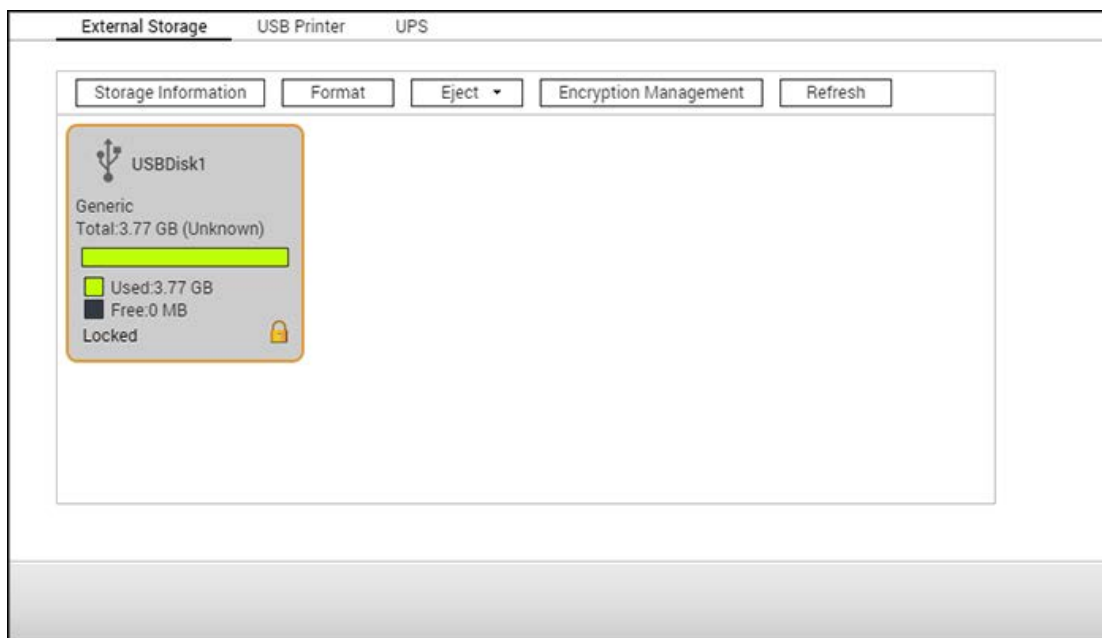 External Storage USB Printer UPS
Storage Information Format Eject Encryption Management Refresh
USBDisk1
Generic
Total:3.77 GB (Unknown)
Used:3.77 GB
Free:0 MB
Locked